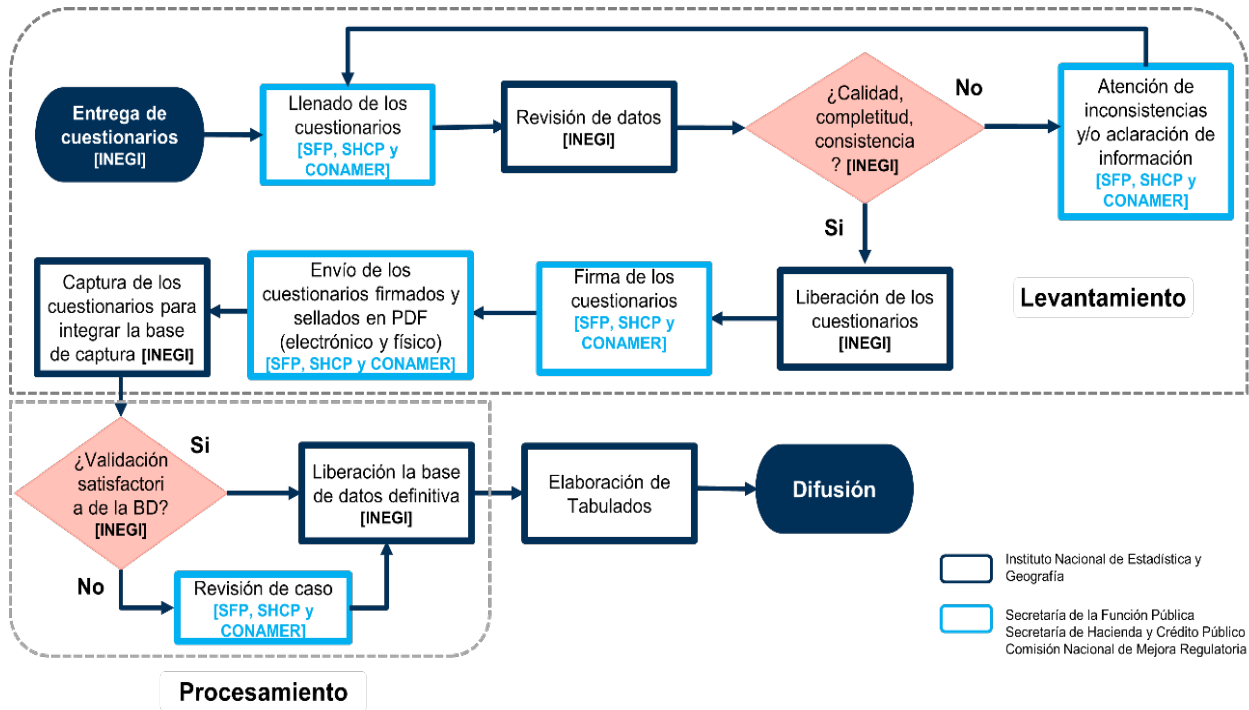 Entrega de
cuestionarios
[INEGI]
Llenado de los
cuestionarios
[SFP, SHCP y
CONAMER]
Revisión de datos
[INEGI]
¿Calidad,
completitud,
consistencia
? [INEGI]
No
Atención de
inconsistencias
y/o aclaración de
información
[SFP, SHCP y
CONAMER]
Si
Captura de los
cuestionarios para
integrar la base
de captura [INEGI]
Envío de los
cuestionarios firmados y
sellados en PDF
(electrónico y físico)
[SFP, SHCP y CONAMER]
Firma de los
cuestionarios
[SFP, SHCP y
CONAMER]
Liberación de los
cuestionarios
[INEGI]
Levantamiento
¿Validación
satisfactori
a de la BD?
[INEGI]
Si
Liberación la base
de datos definitiva
[INEGI]
Elaboración de
Tabulados
Difusión
No
Revisión de caso
[SFP, SHCP y
CONAMER]
Procesamiento
Instituto Nacional de Estadística y
Geografía
Secretaría de la Función Pública
Secretaría de Hacienda y Crédito Público
Comisión Nacional de Mejora Regulatoria